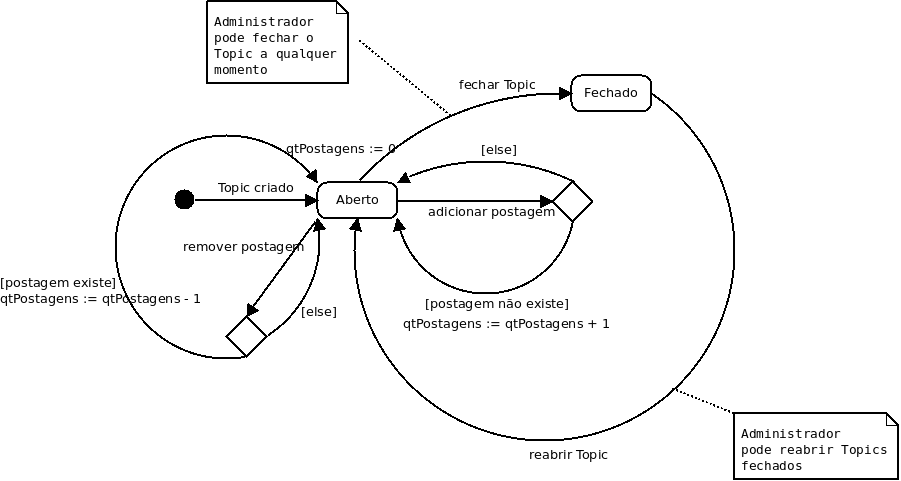 Administrador
pode fechar o
Topic a qualquer
momento
fechar Topic
Fechado
qtPostagens := 0
[else]
Topic criado
Aberto
adicionar postagem
remover postagem
[postagem existe]
qtPostagens := qtPostagens - 1
[else]
[postagem não existe]
qtPostagens := qtPostagens + 1
Administrador
pode reabrir Topics
fechados
reabrir Topic